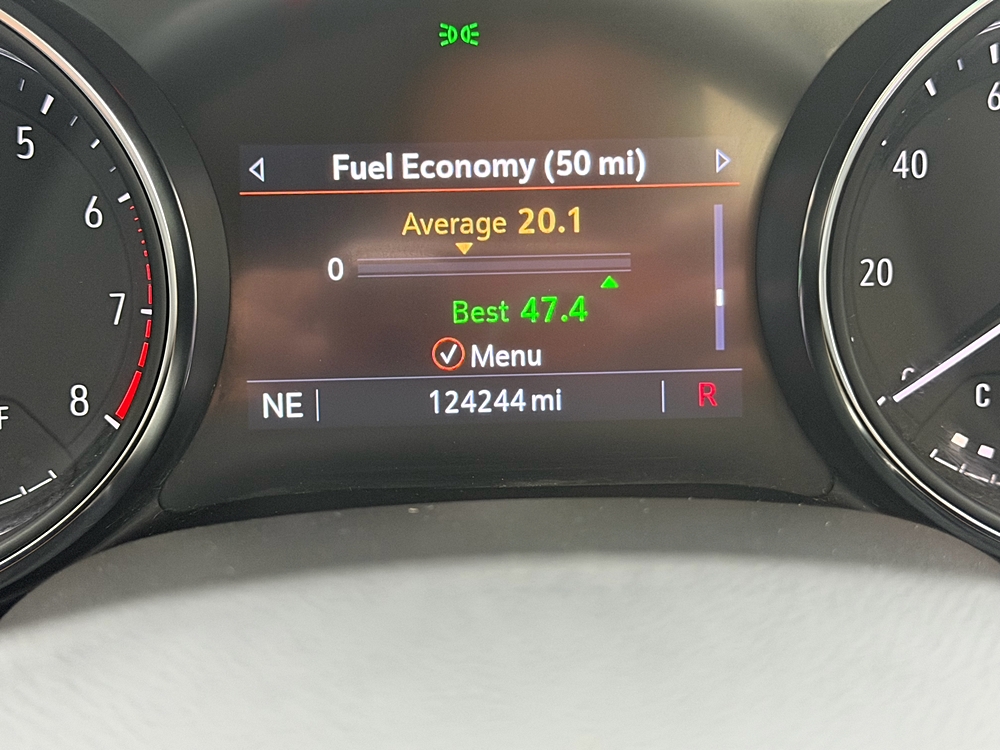 Fuel Economy (50 mi)
Average 20.1
0
Best 47.4
Menu
NE 124244 mi R
5
6
7
8
F
6
40
20
C